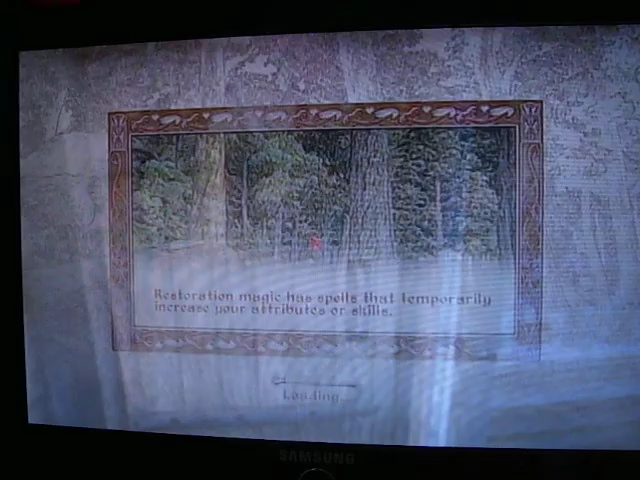 Restoration magic has spells that temporarily
increase your attributes or skills.
Loading...
SAMSUNG